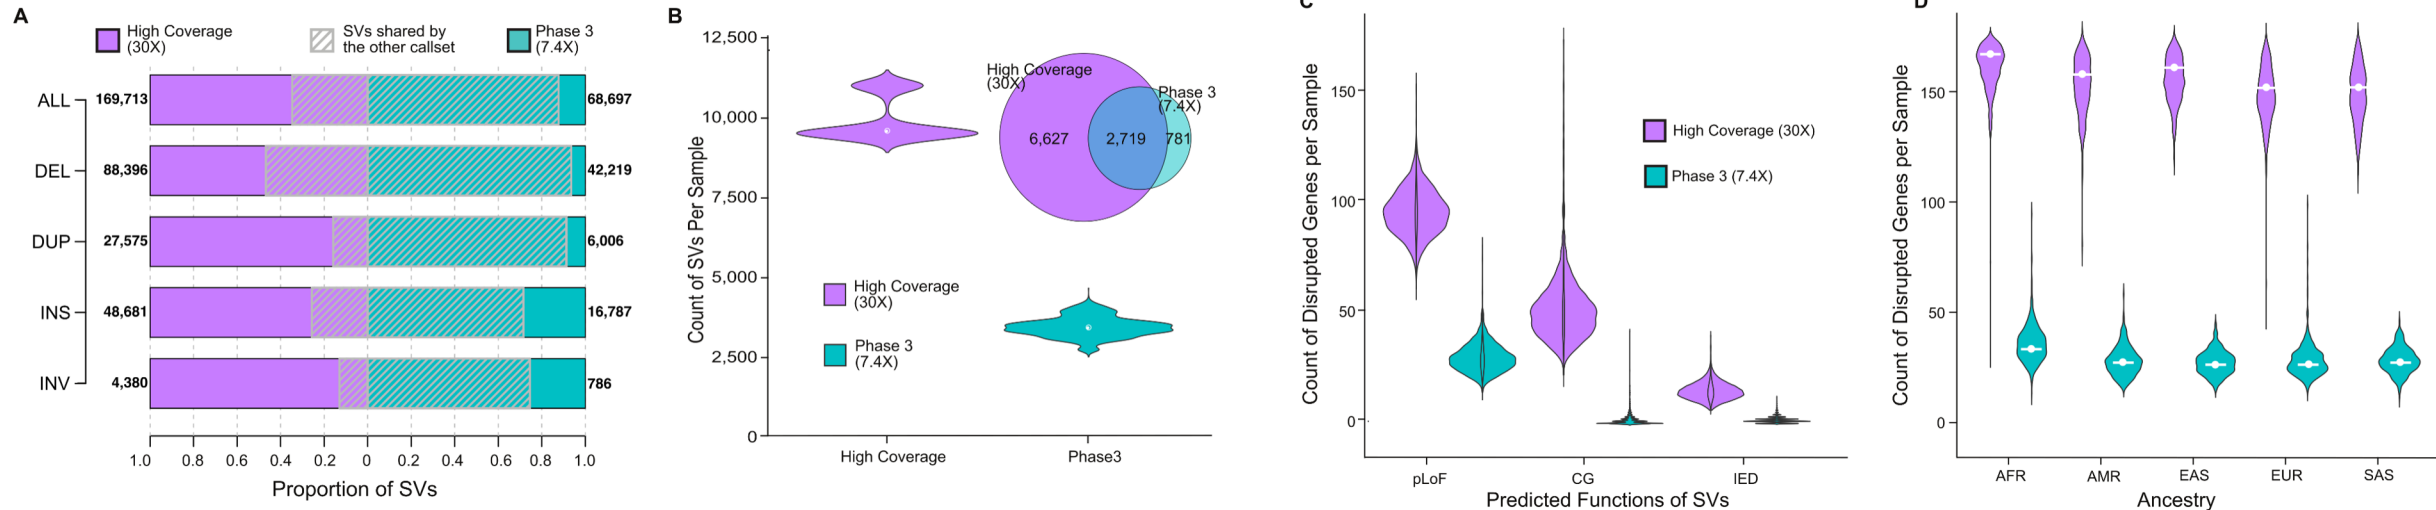 A
High Coverage
(30X)
SVs shared by
the other callset
Phase 3
(7.4X)
ALL
169,713
68,697
DEL
88,396
42,219
DUP
27,575
6,006
INS
48,681
16,787
INV
4,380
786
1.0 0.8 0.6 0.4 0.2 0 0.2 0.4 0.6 0.8 1.0
Proportion of SVs
B
Count of SVs Per Sample
12,500
10,000
7,500
5,000
2,500
0
High Coverage
(30X)
Phase 3
(7.4X)
6,627
2,719
781
High Coverage
(30X)
Phase 3
(7.4X)
High Coverage
Phase3
C
Count of Disrupted Genes per Sample
150
100
50
0
High Coverage (30X)
Phase 3 (7.4X)
pLoF
CG
IED
Predicted Functions of SVs
D
Count of Disrupted Genes per Sample
150
100
50
0
AFR
AMR
EAS
EUR
SAS
Ancestry